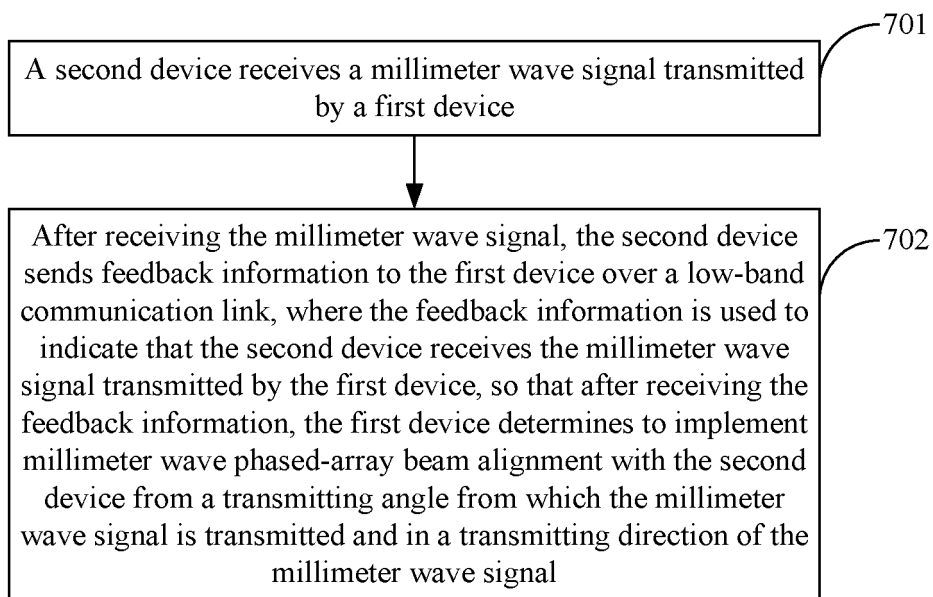 701
A second device receives a millimeter wave signal transmitted
by a first device
702
After receiving the millimeter wave signal, the second device
sends feedback information to the first device over a low-band
communication link, where the feedback information is used to
indicate that the second device receives the millimeter wave
signal transmitted by the first device, so that after receiving the
feedback information, the first device determines to implement
millimeter wave phased-array beam alignment with the second
device from a transmitting angle from which the millimeter
wave signal is transmitted and in a transmitting direction of the
millimeter wave signal